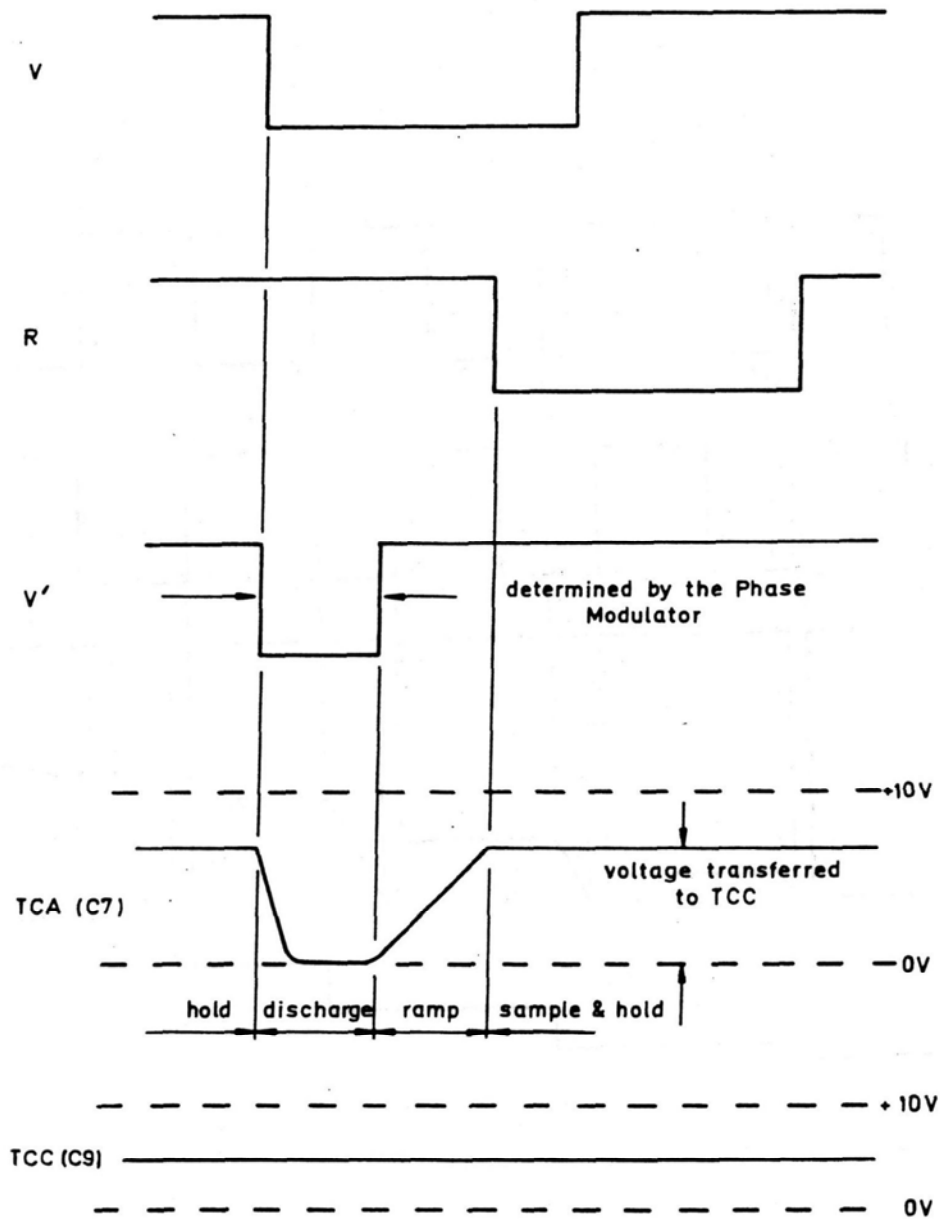 V
R
V′
determined by the Phase
Modulator
+10V
voltage transferred
to TCC
TCA (C7)
0V
hold
discharge
ramp
sample & hold
+ 10V
TCC (C9)
0V